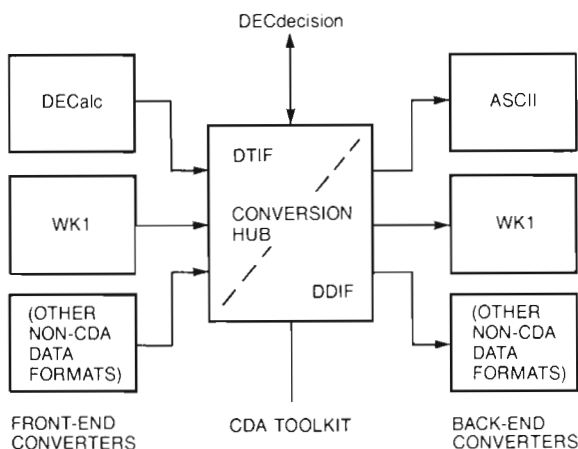 DECdecision
DECalc
WK1
(OTHER
NON-CDA
DATA
FORMATS)
FRONT-END
CONVERTERS
DTIF
CONVERSION
HUB
DDIF
CDA TOOLKIT
ASCII
WK1
(OTHER
NON-CDA
DATA
FORMATS)
BACK-END
CONVERTERS